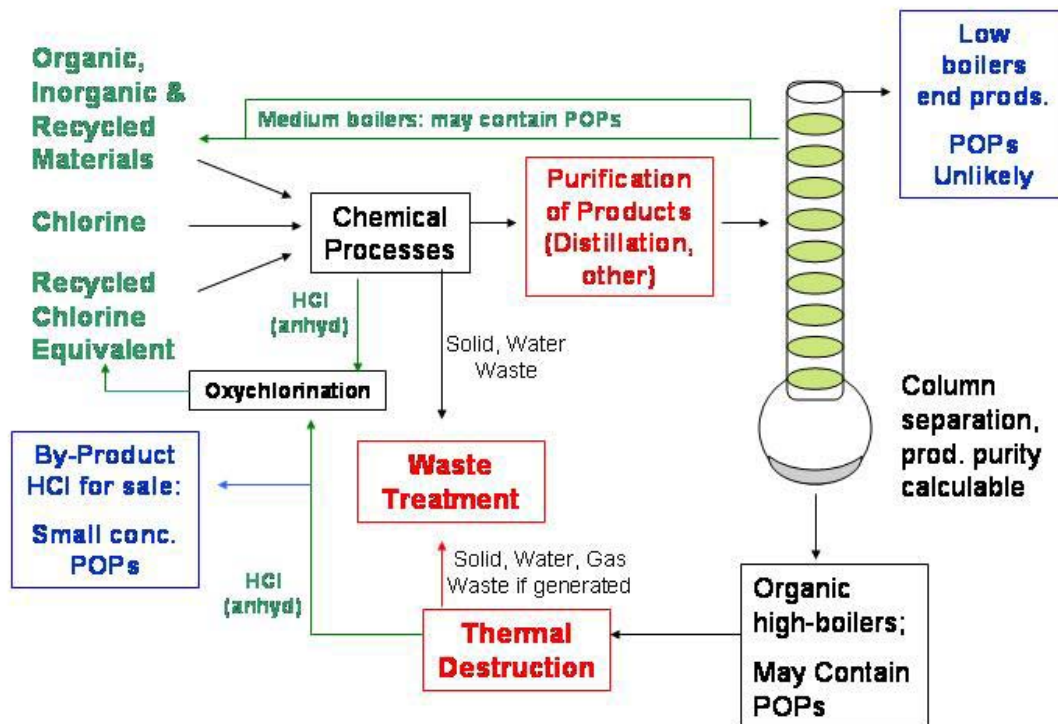 Organic,
Inorganic &
Recycled
Materials
Medium boilers: may contain POPs
Low
boilers
end prods.
POPs
Unlikely
Chlorine
Chemical
Processes
Purification
of Products
(Distillation,
other)
Recycled
Chlorine
Equivalent
HCl
(anhyd)
Solid, Water
Waste
Oxychlorination
Column
separation,
prod. purity
calculable
By-Product
HCl for sale:
Small conc.
POPs
Waste
Treatment
Solid, Water, Gas
Waste if generated
HCl
(anhyd)
Thermal
Destruction
Organic
high-boilers;
May Contain
POPs